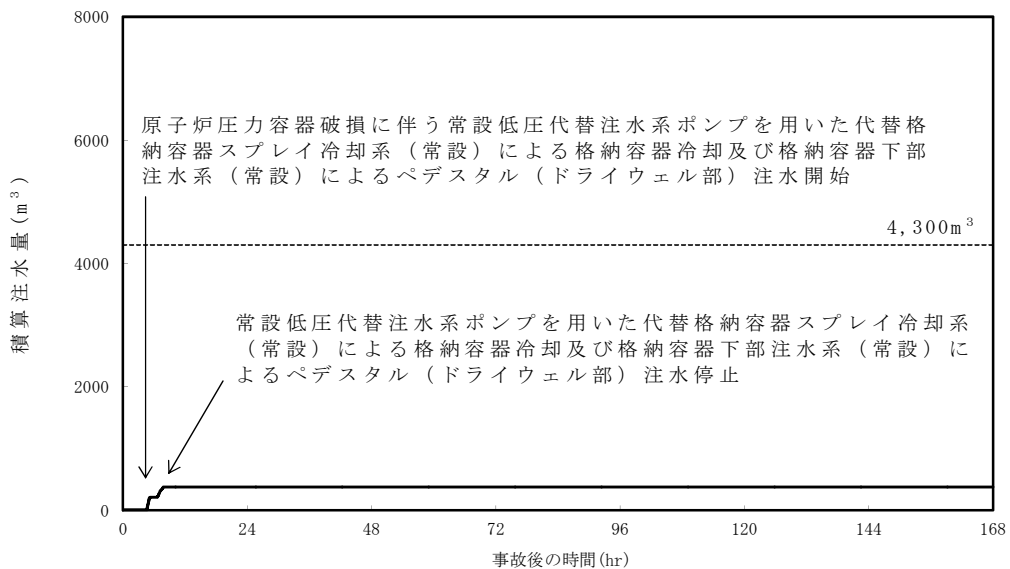 8000
6000
4000
2000
0
積算注水量(m³)
原子炉圧力容器破損に伴う常設低圧代替注水系ポンプを用いた代替格
納容器スプレイ冷却系（常設）による格納容器冷却及び格納容器下部
注水系（常設）によるペデスタル（ドライウェル部）注水開始
4,300m³
常設低圧代替注水系ポンプを用いた代替格納容器スプレイ冷却系
（常設）による格納容器冷却及び格納容器下部注水系（常設）に
よるペデスタル（ドライウェル部）注水停止
0 24 48 72 96 120 144 168
事故後の時間(hr)